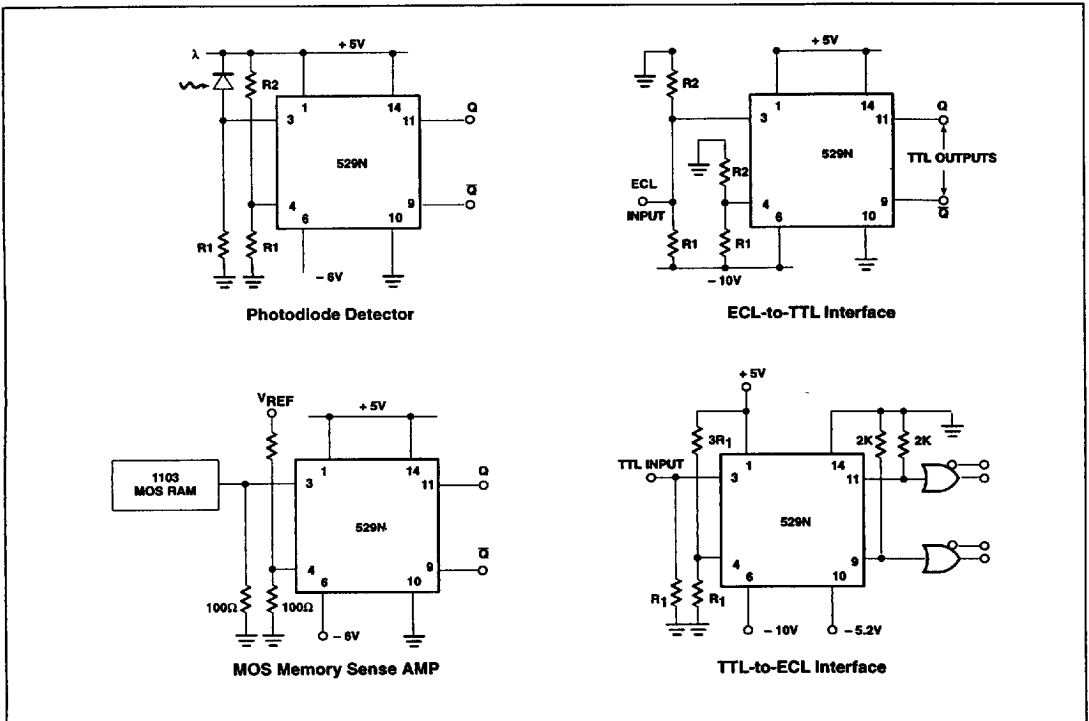 λ
+ 5V
R2
1
14
3
11
Q
529N
4
9
Q̅
6
10
R1
R1
– 6V
Photodiode Detector
+ 5V
R2
1
14
3
11
Q
529N
TTL OUTPUTS
R2
ECL
INPUT
4
9
Q̅
6
10
R1
R1
– 10V
ECL-to-TTL Interface
VREF
+ 5V
1103
MOS RAM
1
14
3
11
Q
529N
4
9
Q̅
6
10
100Ω
100Ω
– 6V
MOS Memory Sense AMP
+ 5V
3R1
2K
2K
TTL INPUT
1
14
3
11
529N
4
9
6
10
R1
R1
– 10V
–5.2V
TTL-to-ECL Interface